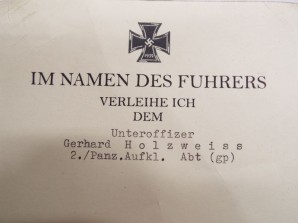 IM NAMEN DES FUHRERS
VERLEIHE ICH
DEM
Unteroffizer
Gerhard Holzweiss
2./Panz.Aufkl. Abt (gp)